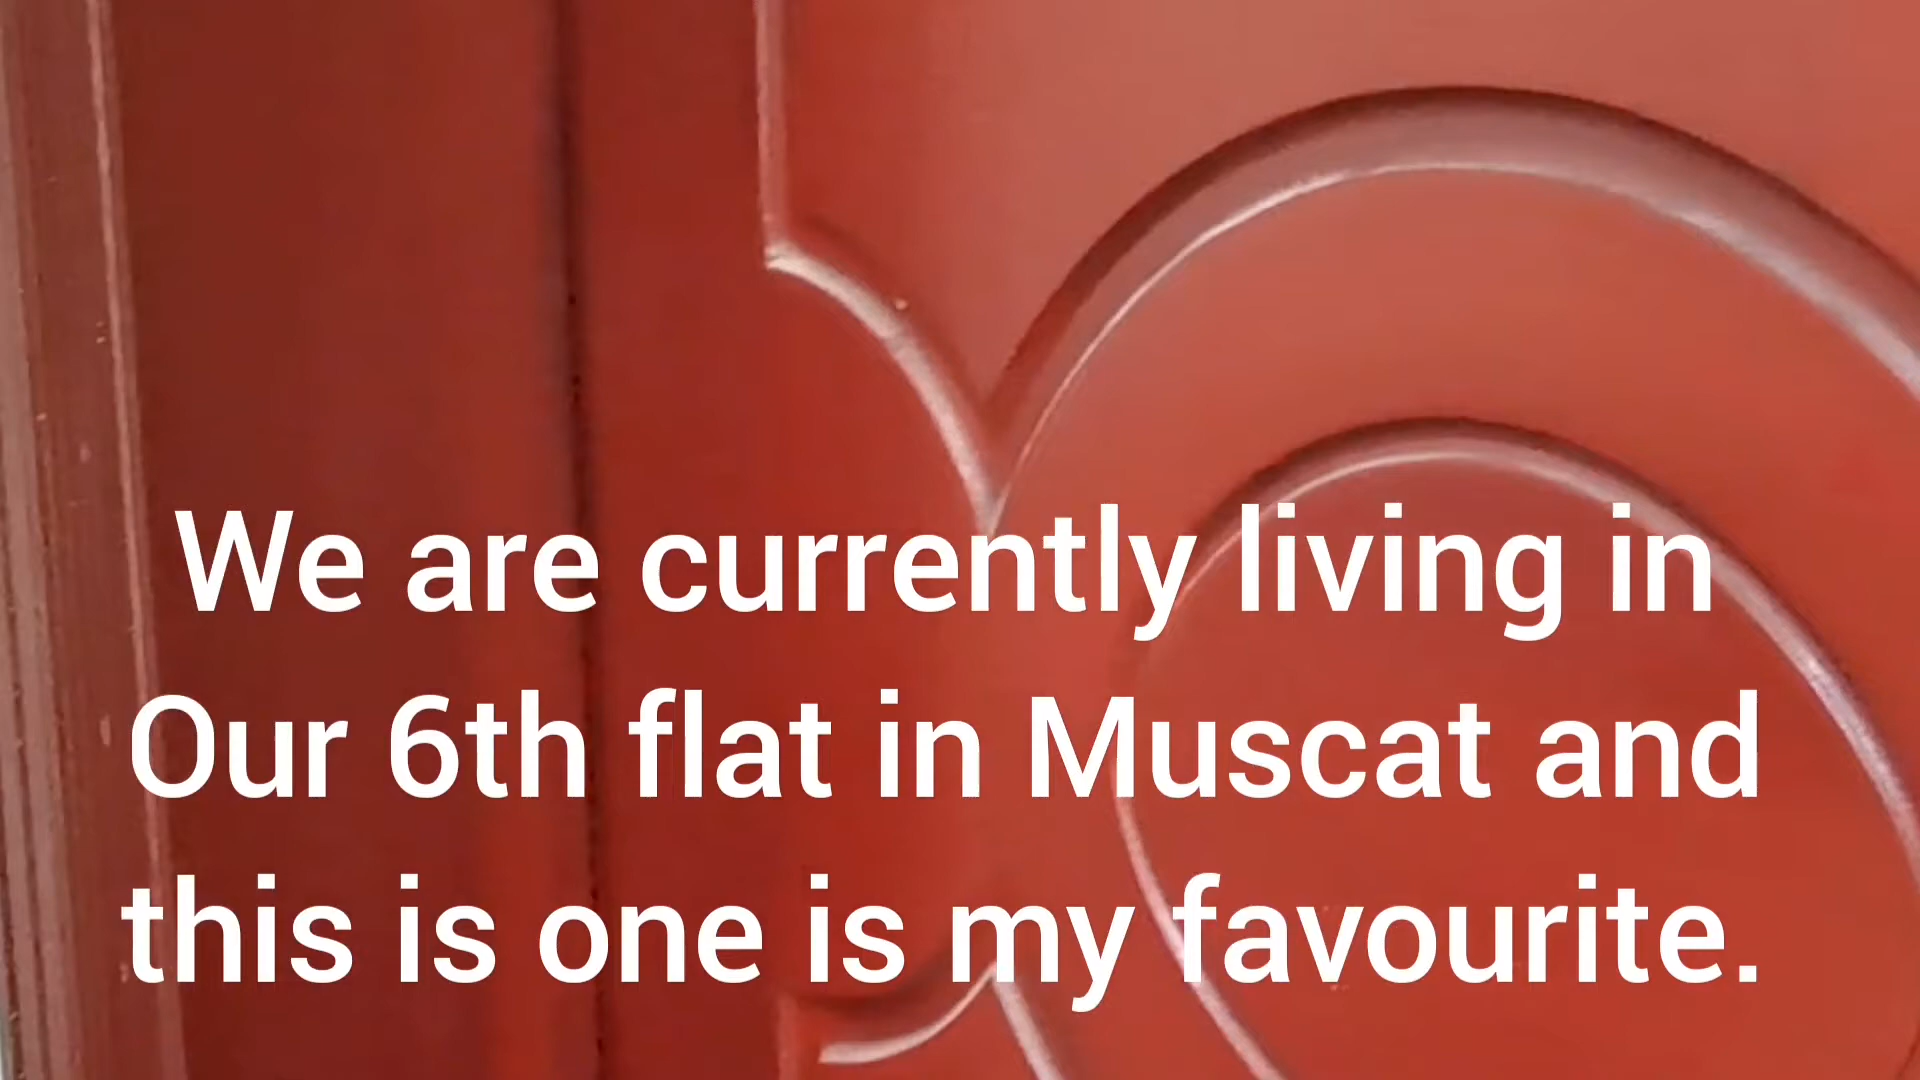 We are currently living in
Our 6th flat in Muscat and
this is one is my favourite.